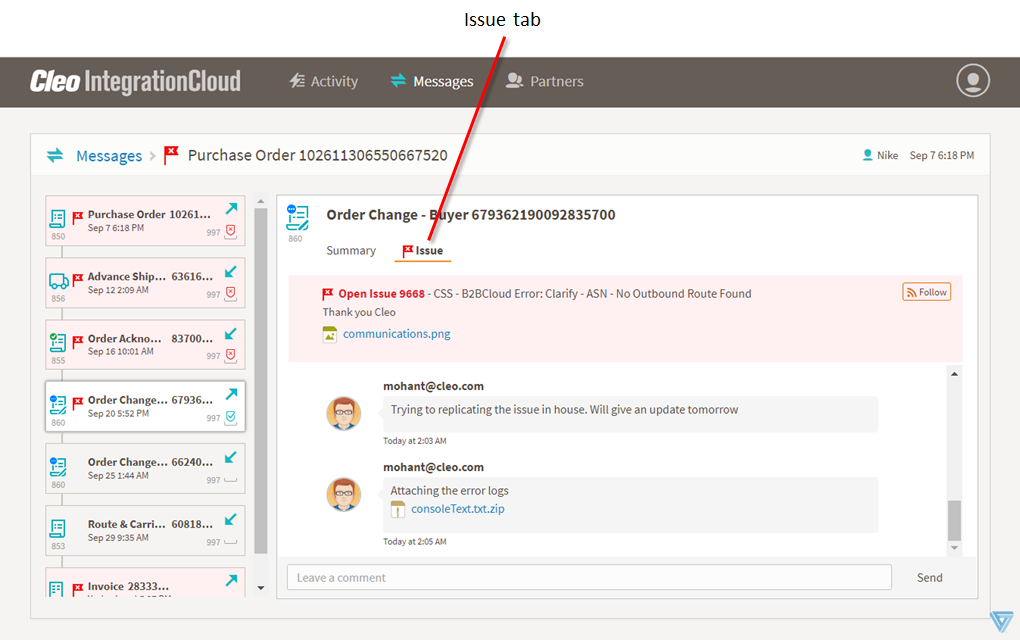 Issue tab
Cleo IntegrationCloud
Activity
Messages
Partners
Messages > Purchase Order 102611306550667520
Nike Sep 7 6:18 PM
Purchase Order 10261...
Sep 7 6:18 PM
850
997
Advance Ship... 63616...
Sep 12 2:09 AM
856
997
Order Ackno... 83700...
Sep 16 10:01 AM
855
997
Order Change... 67936...
Sep 20 5:52 PM
860
997
Order Change... 66240...
Sep 25 1:44 AM
860
997
Route & Carri... 60818...
Sep 29 9:35 AM
853
997
Invoice 28333...
860
Order Change - Buyer 679362190092835700
Summary
Issue
Open Issue 9668 - CSS - B2BCloud Error: Clarify - ASN - No Outbound Route Found
Follow
Thank you Cleo
communications.png
mohant@cleo.com
Trying to replicating the issue in house. Will give an update tomorrow
Today at 2:03 AM
mohant@cleo.com
Attaching the error logs
consoleText.txt.zip
Today at 2:05 AM
Leave a comment
Send